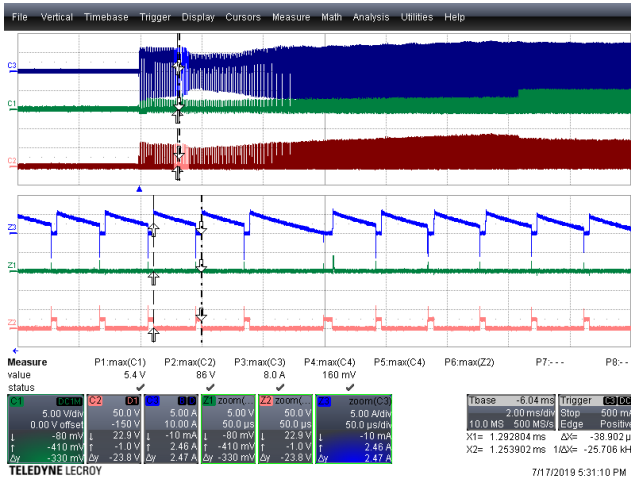 File Vertical Timebase Trigger Display Cursors Measure Math Analysis Utilities Help
C3
C1
C2
Z3
Z1
Z2
Measure P1:max(C1) P2:max(C2) P3:max(C3) P4:max(C4) P5:max(C4) P6:max(Z2) P7:--- P8:--
value 5.4 V 86 V 8.0 A 160 mV
status
C1 DC1M C2 D1 Z1 zoom(... Z2 zoom(... zoom(C3)
5.00 V/div 50.0 V 5.00 A 5.00 V 50.0 V 5.00 A/div
0.00 V offset -150 V 10.00 A 50.0 µs 50.0 µs 50.0 µs/div
↓ -80 mV ↓ 22.9 V ↓ -10 mA ↓ -80 mV ↓ 22.9 V ↓ -10 mA
↑ -410 mV ↑ -1.0 V ↑ 2.46 A ↑ -410 mV ↑ -1.0 V ↑ 2.46 A
Δy -330 mV Δy -23.8 V Δy 2.47 A Δy -330 mV Δy -23.8 V Δy 2.47 A
Tbase -6.04 ms Trigger C3 DC
2.00 ms/div Stop 500 mA
10.0 MS 500 MS/s Edge Positive
X1= 1.292804 ms ΔX= -38.902 µ
X2= 1.253902 ms 1/ΔX= -25.706 kH
TELEDYNE LECROY
7/17/2019 5:31:10 PM